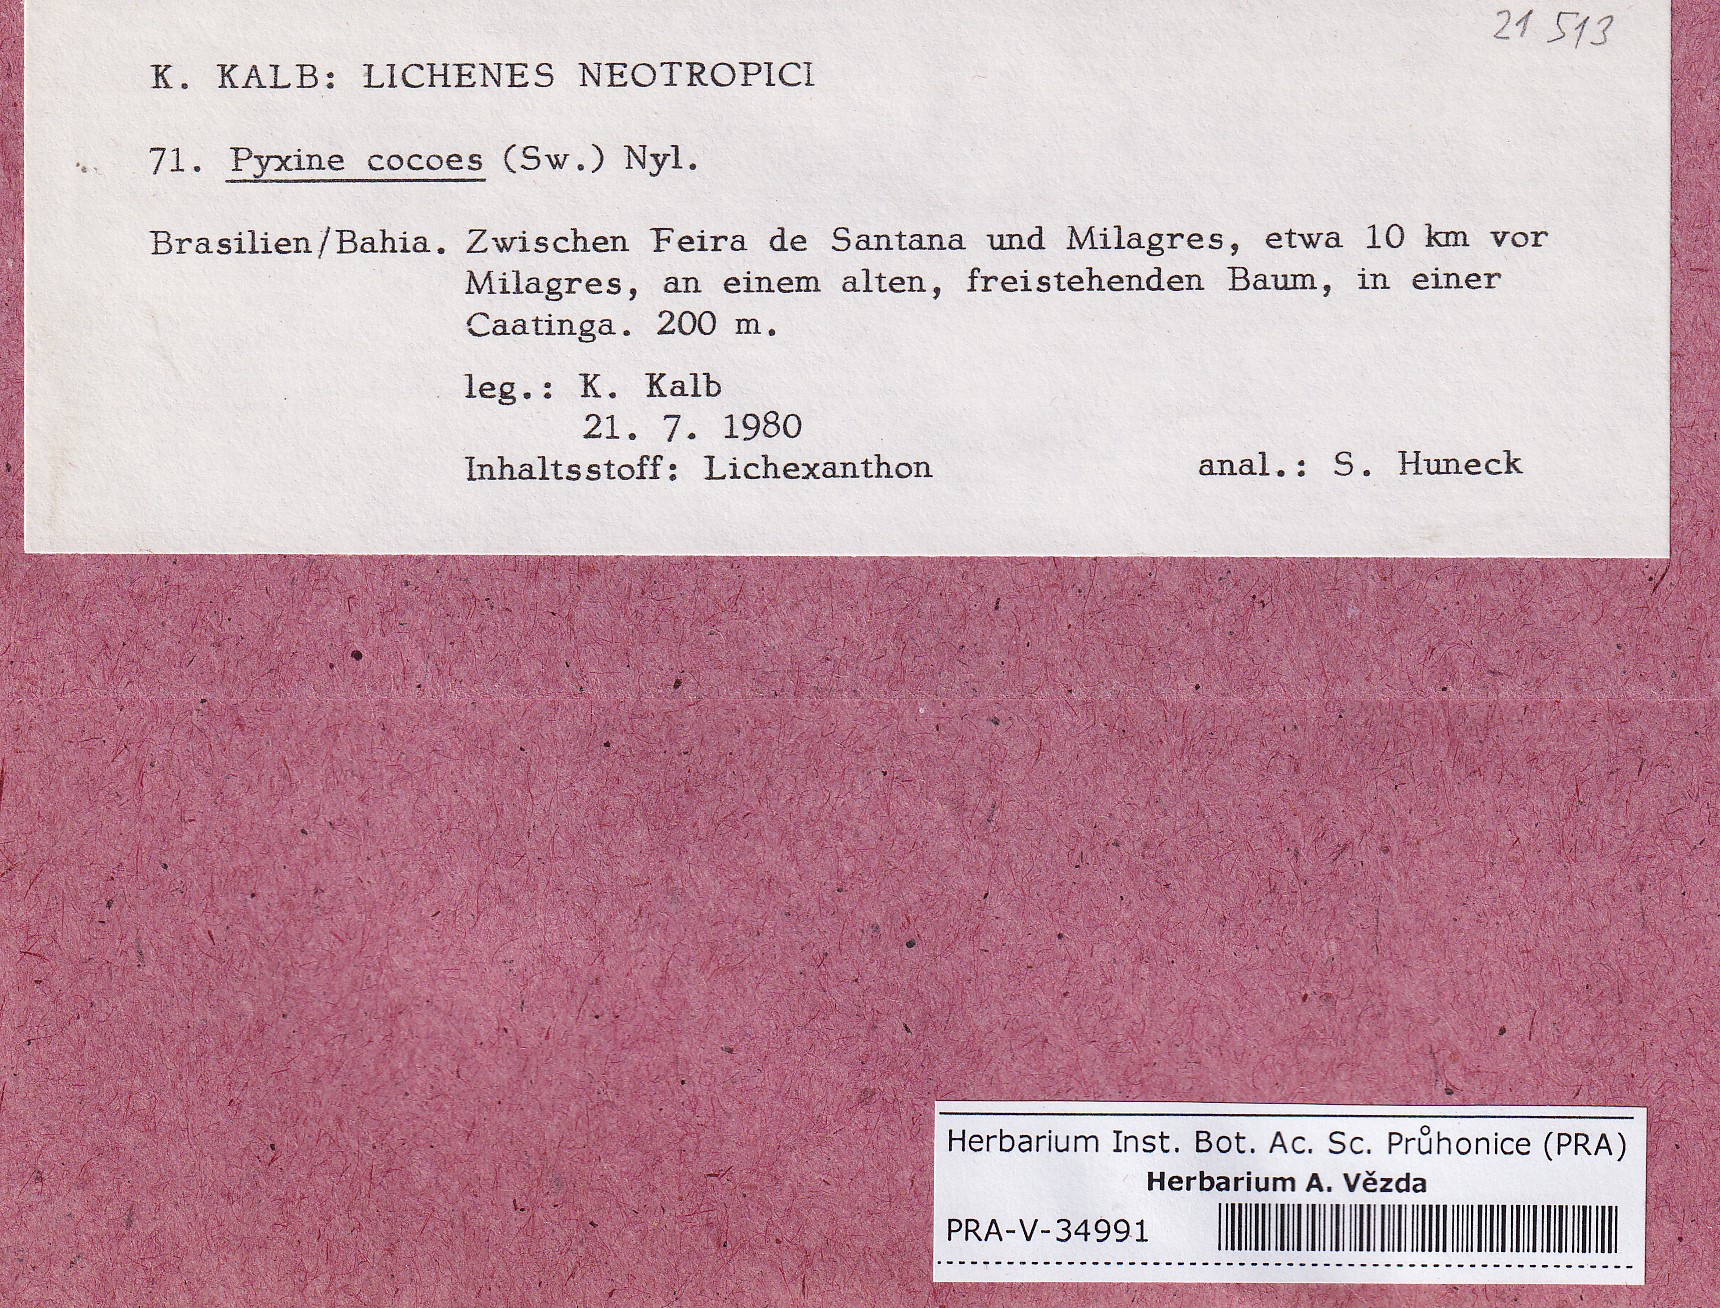 21 513
K. KALB: LICHENES NEOTROPICI
71. Pyxine cocoes (Sw.) Nyl.
Brasilien/Bahia. Zwischen Feira de Santana und Milagres, etwa 10 km vor
Milagres, an einem alten, freistehenden Baum, in einer
Caatinga. 200 m.
leg.: K. Kalb
21. 7. 1980
Inhaltsstoff: Lichexanthon anal.: S. Huneck
Herbarium Inst. Bot. Ac. Sc. Průhonice (PRA)
Herbarium A. Vězda
PRA-V-34991